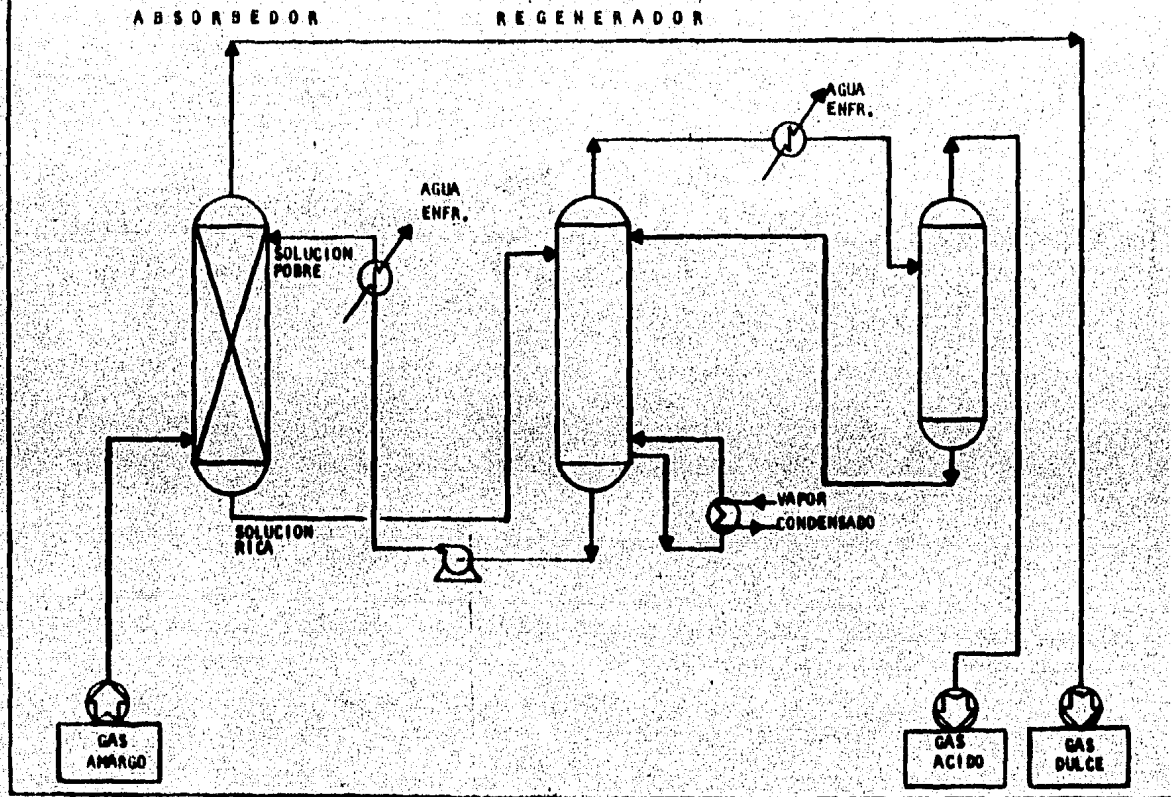 ABSORBEDOR
REGENERADOR
AGUA
ENFR.
AGUA
ENFR.
SOLUCION
POBRE
VAPOR
CONDENSADO
SOLUCION
RICA
GAS
AMARGO
GAS
ACIDO
GAS
DULCE